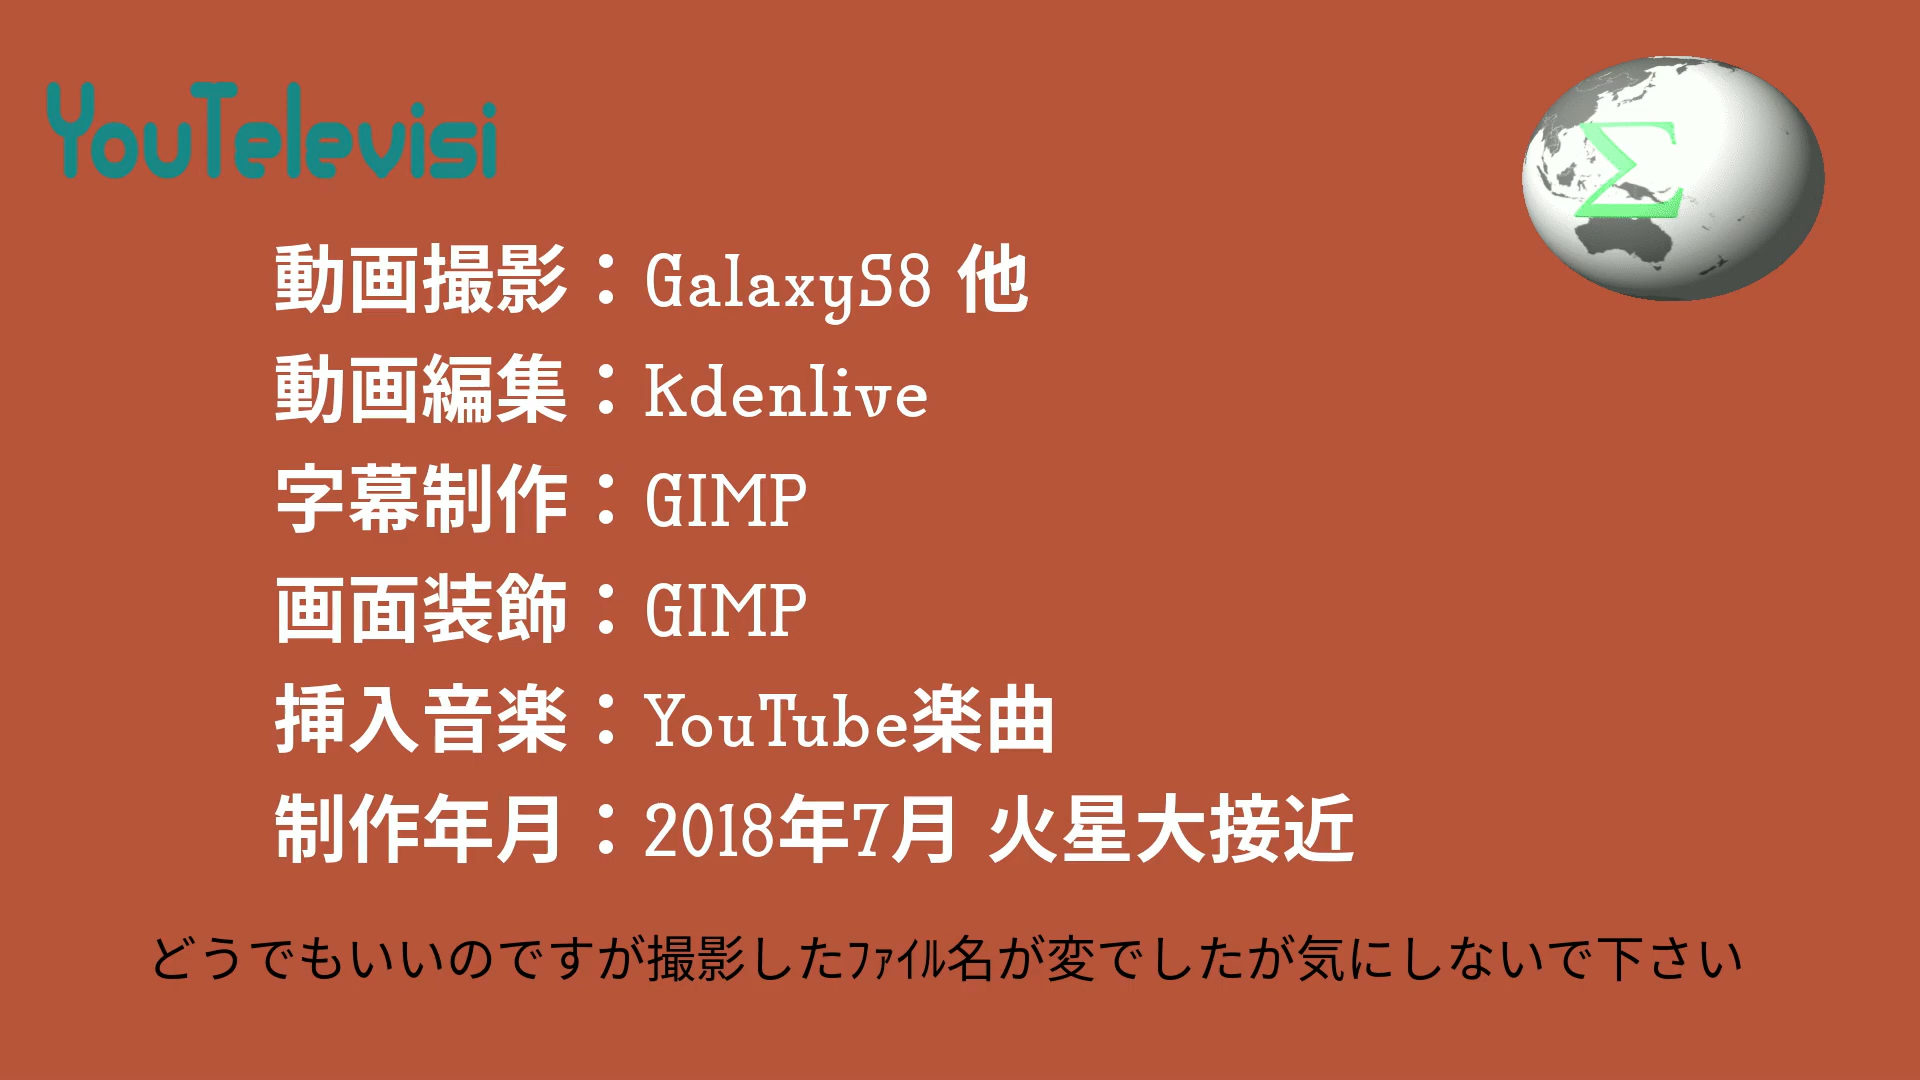 YouTelevisi
Σ
動画撮影：GalaxyS8 他
動画編集：Kdenlive
字幕制作：GIMP
画面装飾：GIMP
挿入音楽：YouTube楽曲
制作年月：2018年7月 火星大接近
どうでもいいのですが撮影したﾌｧｲﾙ名が変でしたが気にしないで下さい